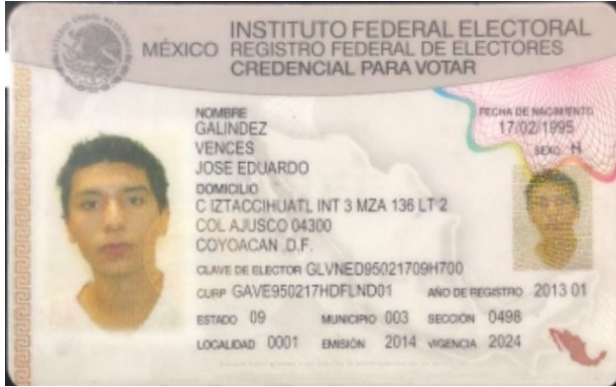 INSTITUTO FEDERAL ELECTORAL
MÉXICO REGISTRO FEDERAL DE ELECTORES
CREDENCIAL PARA VOTAR
NOMBRE
GALINDEZ
VENCES
JOSE EDUARDO
FECHA DE NACIMIENTO
17/02/1995
SEXO H
DOMICILIO
C IZTACCIHUATL INT 3 MZA 136 LT 2
COL AJUSCO 04300
COYOACAN D.F.
CLAVE DE ELECTOR GLVNED95021709H700
CURP GAVE950217HDFLND01 AÑO DE REGISTRO 2013 01
ESTADO 09 MUNICIPIO 003 SECCIÓN 0498
LOCALIDAD 0001 EMISIÓN 2014 VIGENCIA 2024